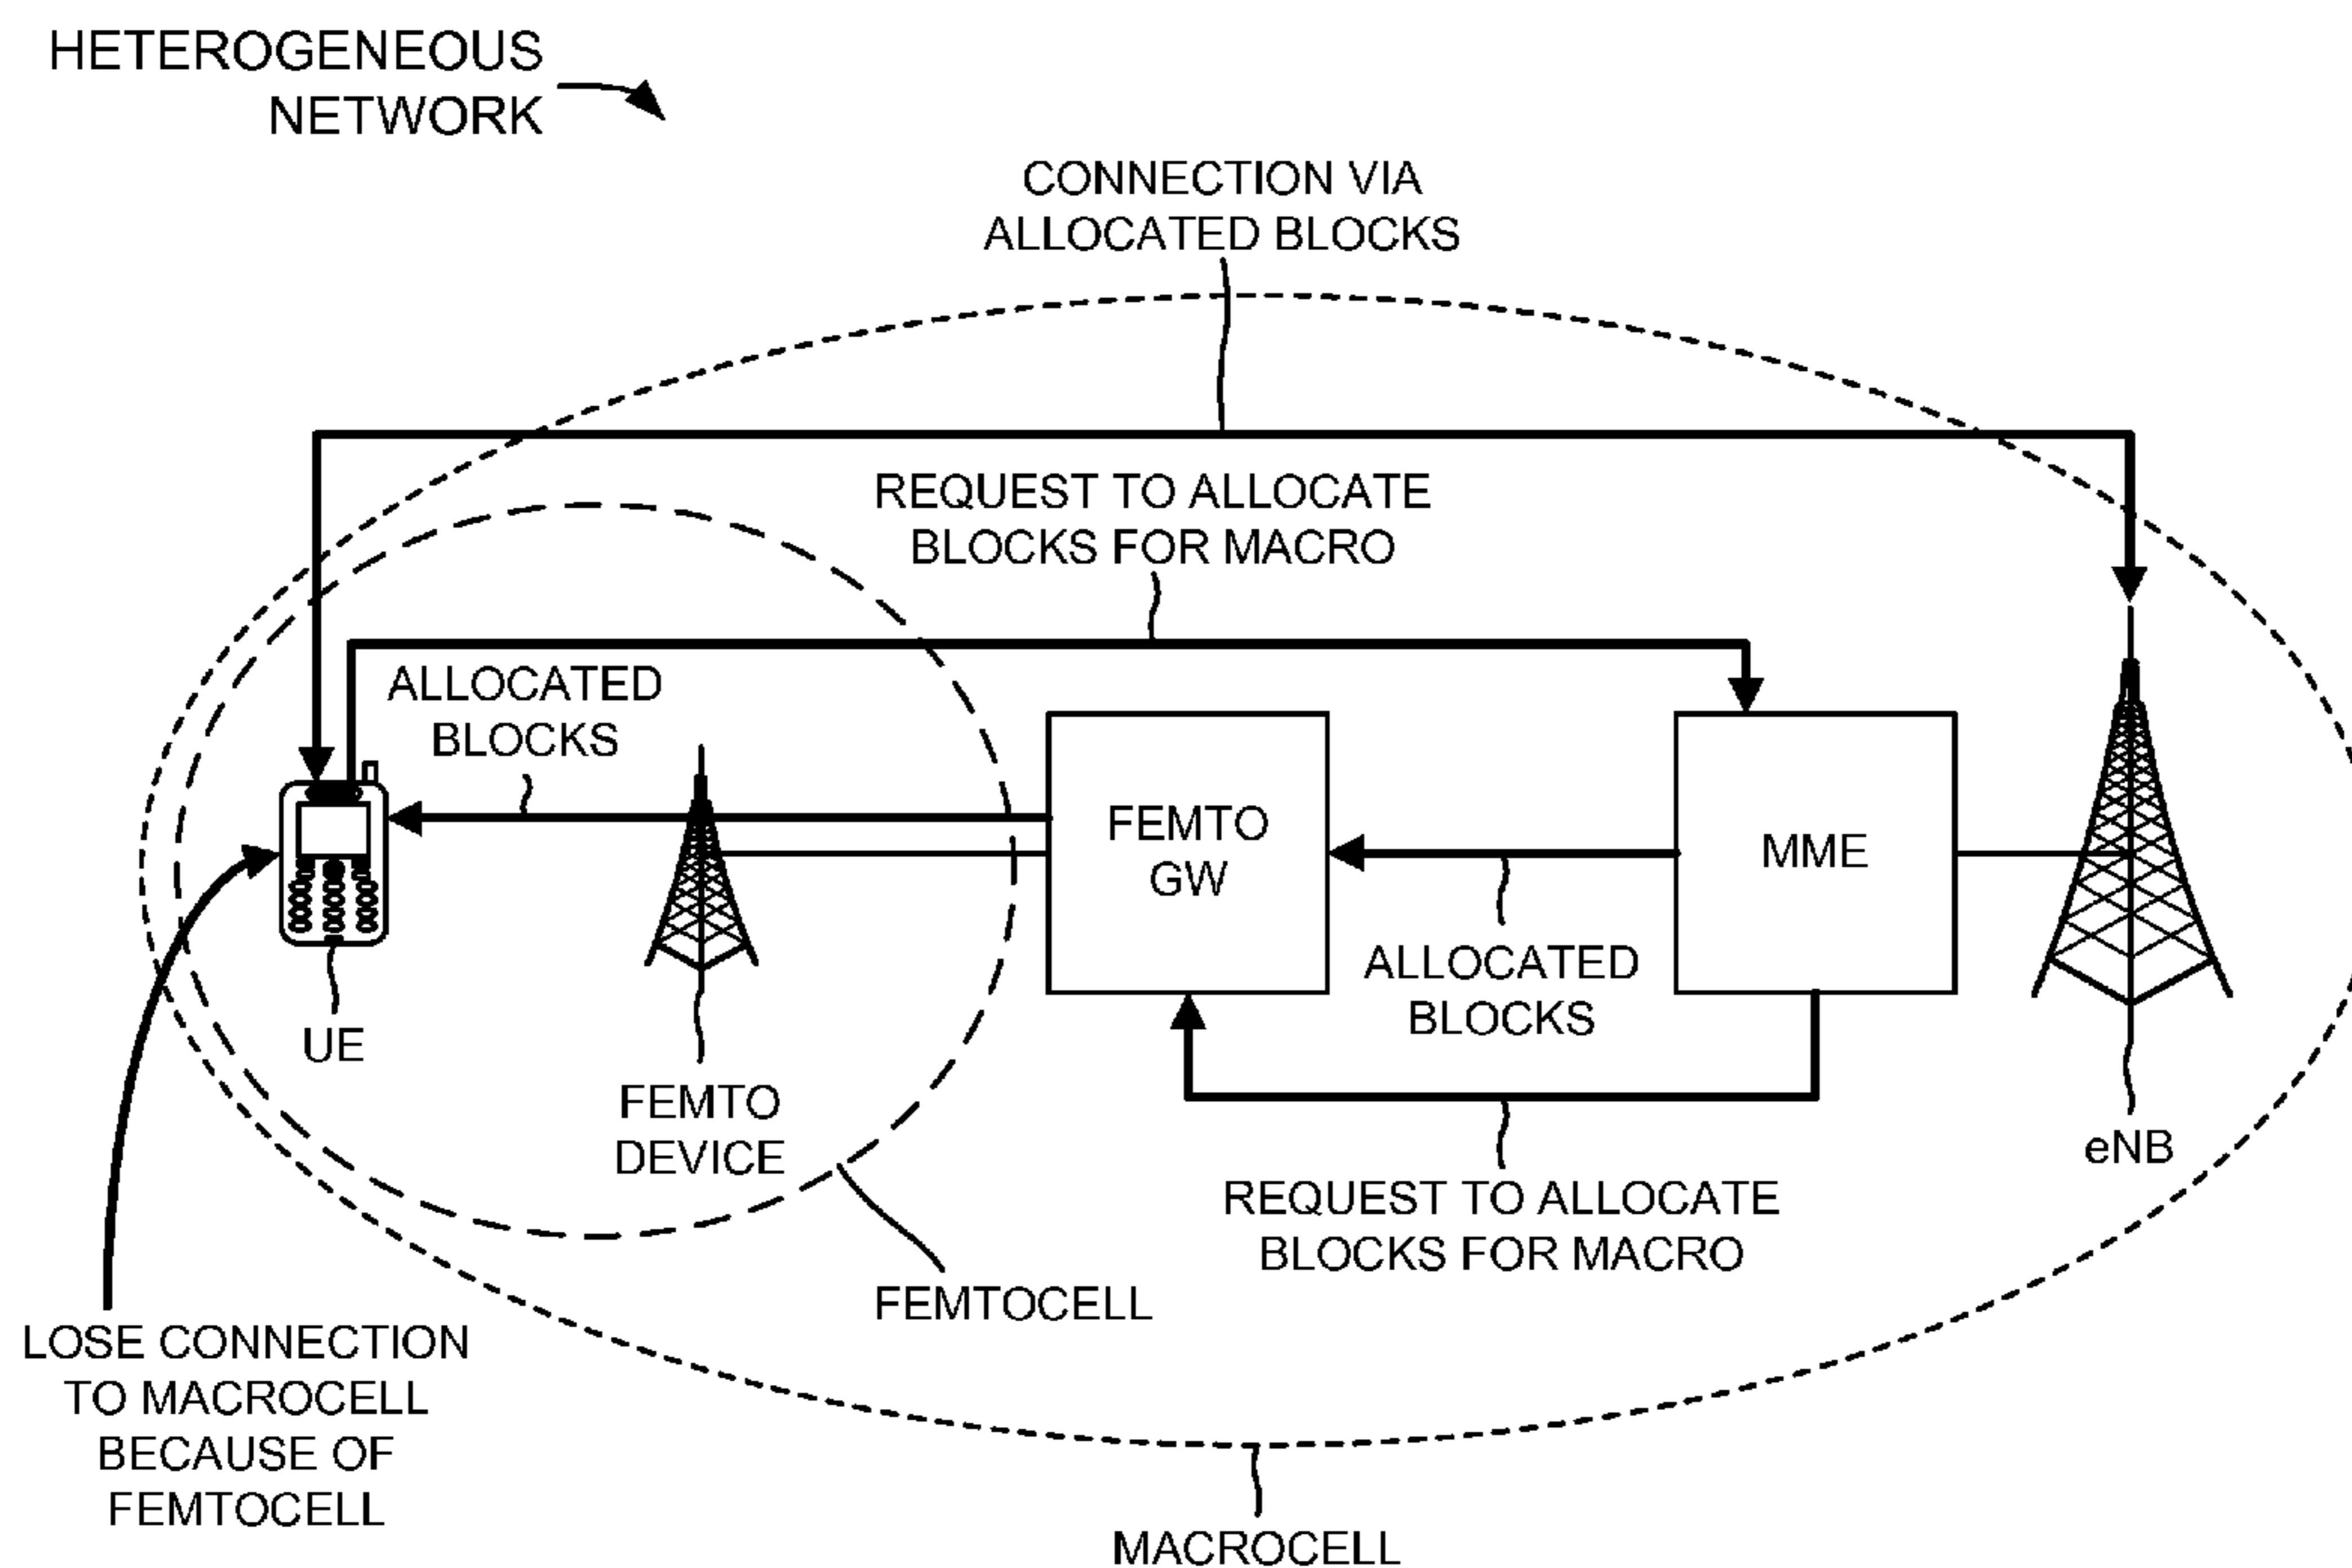 HETEROGENEOUS
NETWORK
CONNECTION VIA
ALLOCATED BLOCKS
REQUEST TO ALLOCATE
BLOCKS FOR MACRO
ALLOCATED
BLOCKS
FEMTO
GW
MME
ALLOCATED
BLOCKS
UE
FEMTO
DEVICE
eNB
REQUEST TO ALLOCATE
BLOCKS FOR MACRO
FEMTOCELL
LOSE CONNECTION
TO MACROCELL
BECAUSE OF
FEMTOCELL
MACROCELL